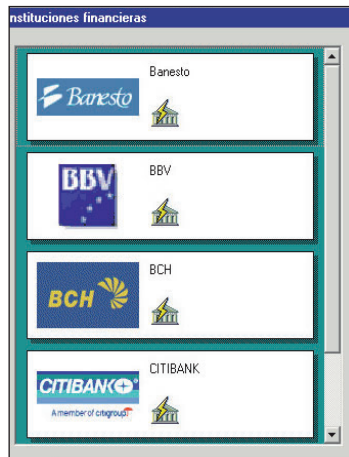 nstituciones financieras
Banesto
Banesto
BBV
BBV
BCH
BCH
CITIBANK
CITIBANK
A member of citigroup